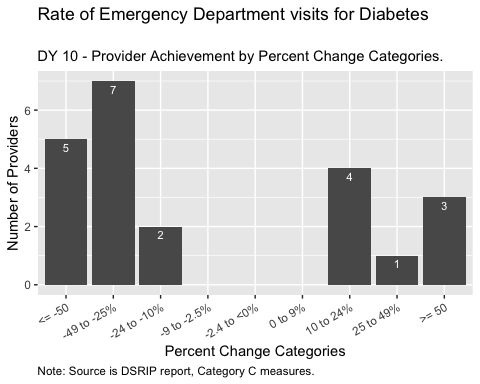 Rate of Emergency Department visits for Diabetes
DY 10 - Provider Achievement by Percent Change Categories.
Number of Providers
6
4
2
0
5
7
2
4
1
3
<= -50
-49 to -25%
-24 to -10%
-9 to -2.5%
-2.4 to <0%
0 to 9%
10 to 24%
25 to 49%
>= 50
Percent Change Categories
Note: Source is DSRIP report, Category C measures.